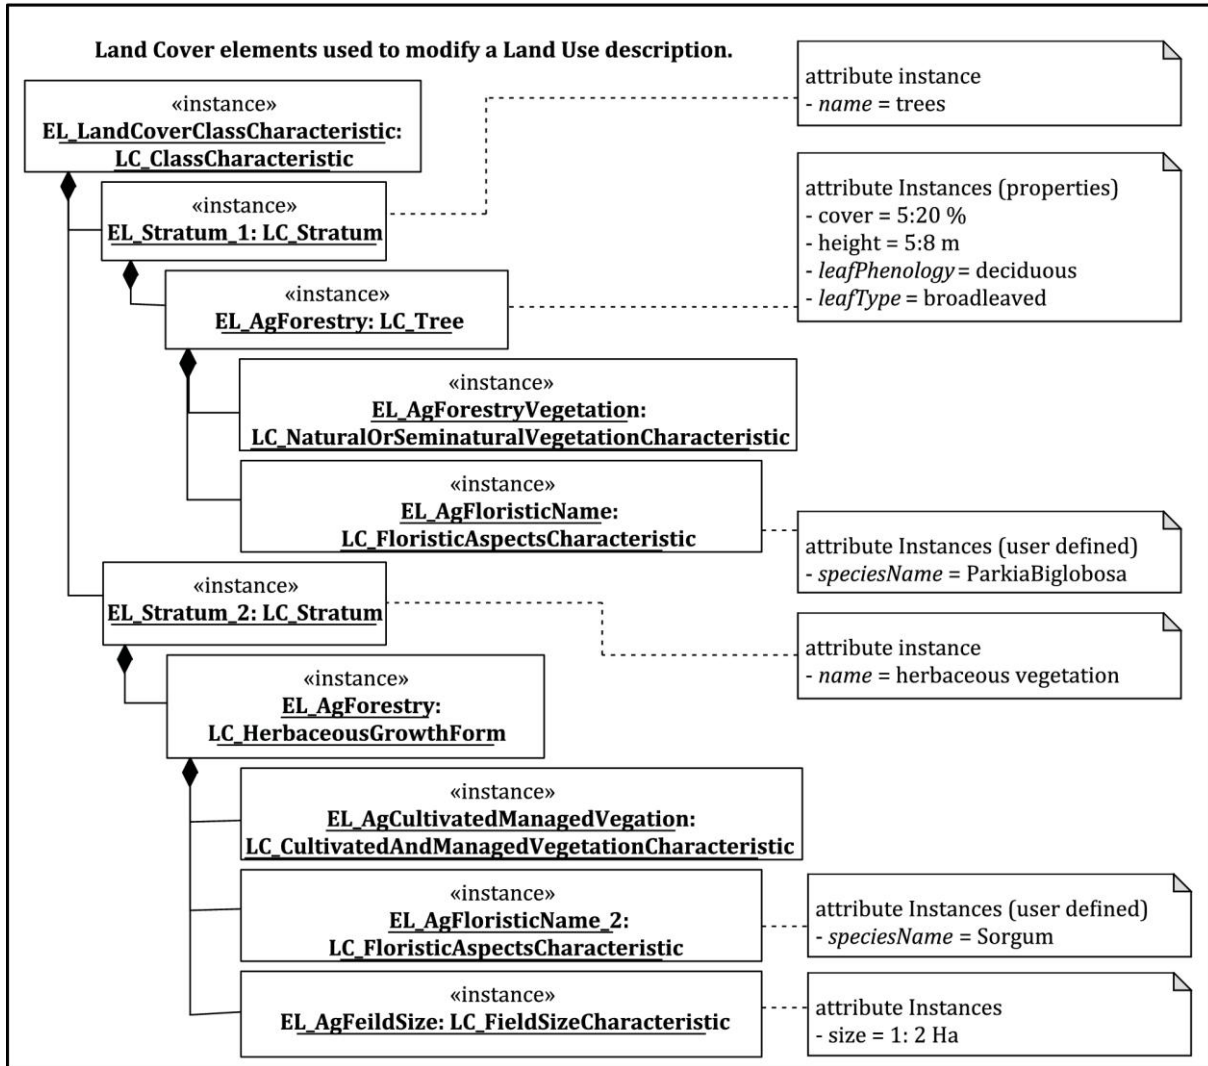 Land Cover elements used to modify a Land Use description.
«instance»
EL_LandCoverClassCharacteristic:
LC_ClassCharacteristic
attribute instance
- name = trees
«instance»
EL_Stratum_1: LC_Stratum
attribute Instances (properties)
- cover = 5:20 %
- height = 5:8 m
- leafPhenology = deciduous
- leafType = broadleaved
«instance»
EL_AgForestry: LC_Tree
«instance»
EL_AgForestryVegetation:
LC_NaturalOrSeminaturalVegetationCharacteristic
«instance»
EL_AgFloristicName:
LC_FloristicAspectsCharacteristic
attribute Instances (user defined)
- speciesName = ParkiaBiglobosa
«instance»
EL_Stratum_2: LC_Stratum
attribute instance
- name = herbaceous vegetation
«instance»
EL_AgForestry:
LC_HerbaceousGrowthForm
«instance»
EL_AgCultivatedManagedVegation:
LC_CultivatedAndManagedVegetationCharacteristic
«instance»
EL_AgFloristicName_2:
LC_FloristicAspectsCharacteristic
attribute Instances (user defined)
- speciesName = Sorgum
«instance»
EL_AgFeildSize: LC_FieldSizeCharacteristic
attribute Instances
- size = 1: 2 Ha